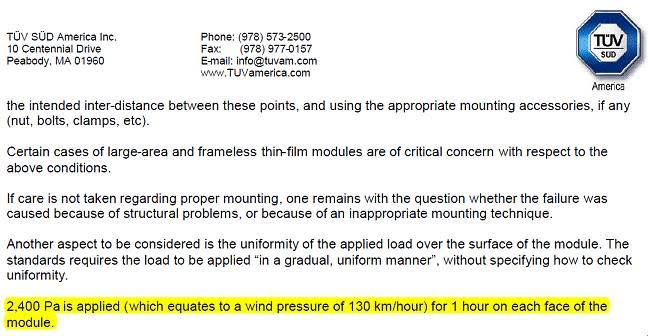 TÜV SÜD America Inc.
10 Centennial Drive
Peabody, MA 01960
Phone: (978) 573-2500
Fax: (978) 977-0157
E-mail: info@tuvam.com
www.TUVamerica.com
TÜV
SÜD
America
the intended inter-distance between these points, and using the appropriate mounting accessories, if any
(nut, bolts, clamps, etc).
Certain cases of large-area and frameless thin-film modules are of critical concern with respect to the
above conditions.
If care is not taken regarding proper mounting, one remains with the question whether the failure was
caused because of structural problems, or because of an inappropriate mounting technique.
Another aspect to be considered is the uniformity of the applied load over the surface of the module. The
standards requires the load to be applied “in a gradual, uniform manner”, without specifying how to check
uniformity.
2,400 Pa is applied (which equates to a wind pressure of 130 km/hour) for 1 hour on each face of the
module.